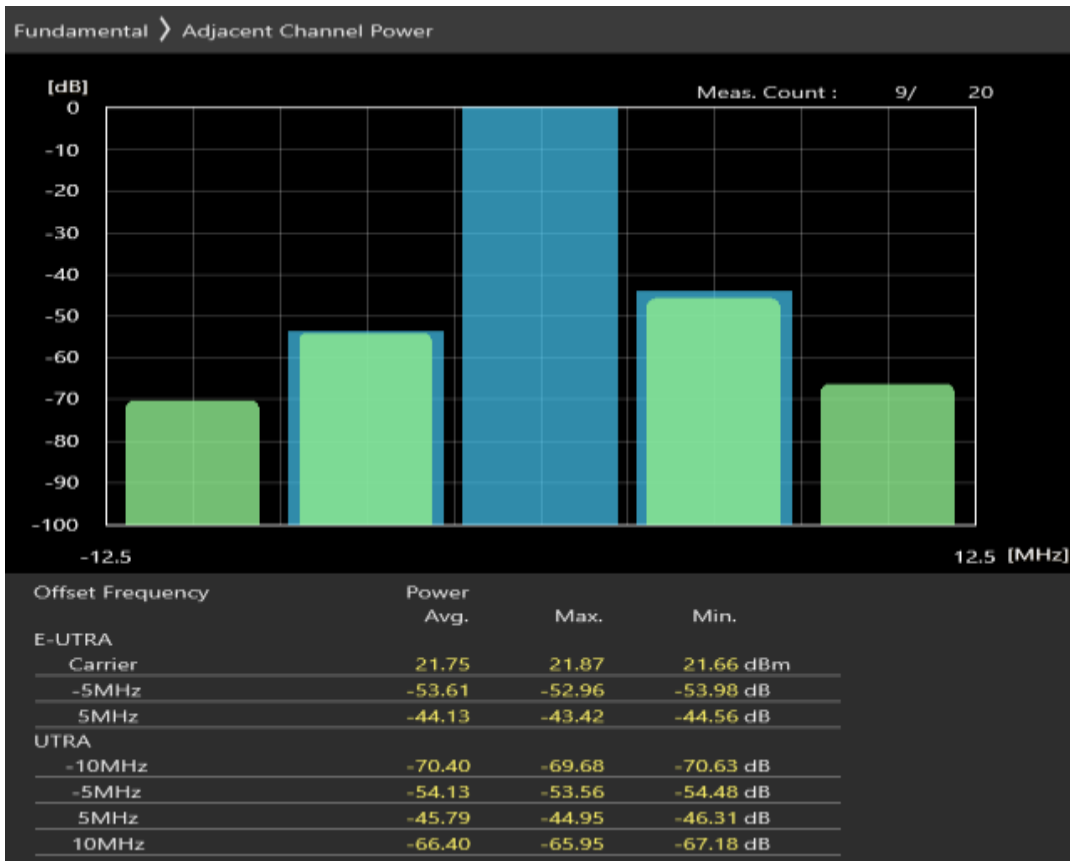 Fundamental ❯ Adjacent Channel Power
[dB]
Meas. Count : 9/ 20
0
-10
-20
-30
-40
-50
-60
-70
-80
-90
-100
-12.5 12.5 [MHz]
Offset Frequency Power
Avg. Max. Min.
E-UTRA
Carrier 21.75 21.87 21.66 dBm
-5MHz -53.61 -52.96 -53.98 dB
5MHz -44.13 -43.42 -44.56 dB
UTRA
-10MHz -70.40 -69.68 -70.63 dB
-5MHz -54.13 -53.56 -54.48 dB
5MHz -45.79 -44.95 -46.31 dB
10MHz -66.40 -65.95 -67.18 dB